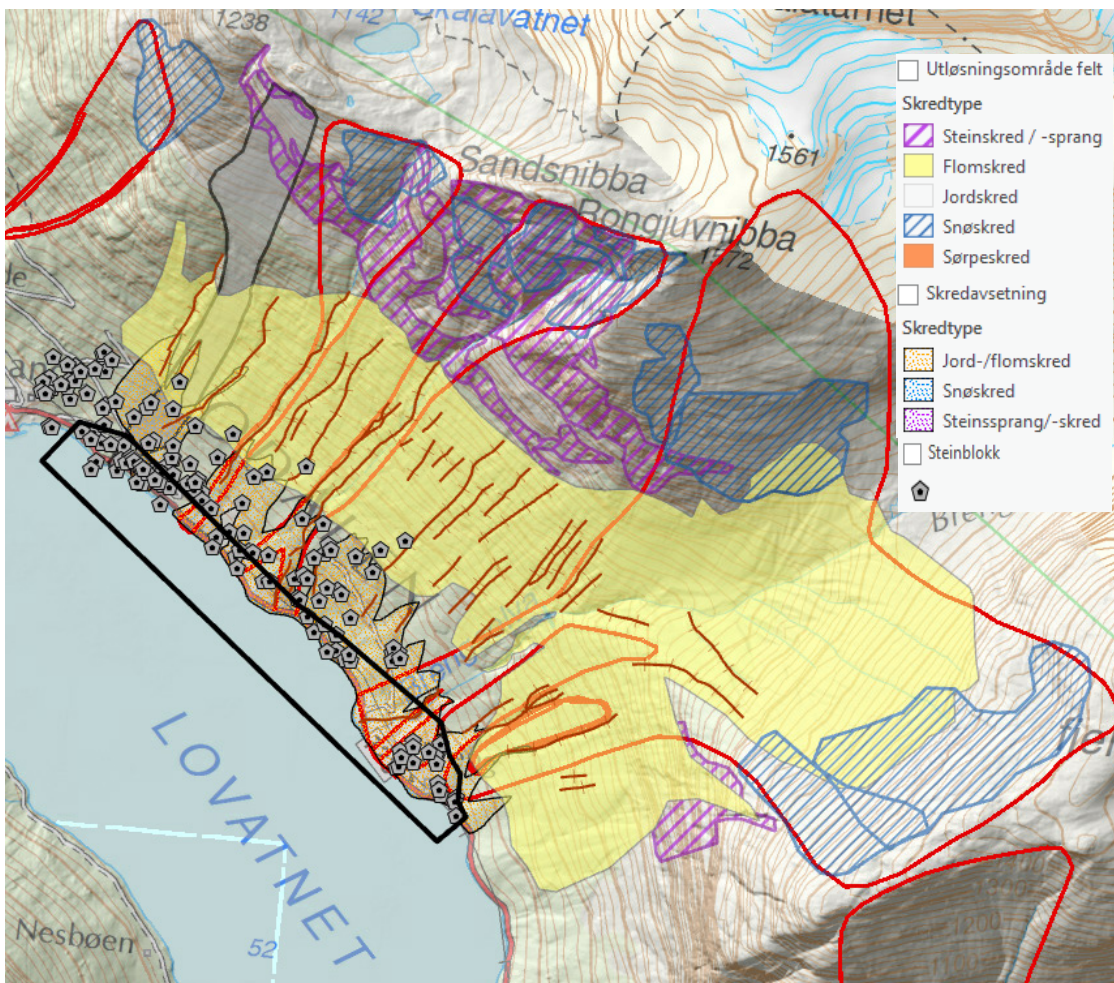 1238
1142
Skålavatnet
Utløsningsområde felt
Skredtype
Steinskred / -sprang
Flomskred
Jordskred
Snøskred
Sørpeskred
Skredavsetning
Skredtype
Jord-/flomskred
Snøskred
Steinssprang/-skred
Steinblokk
1561
Sandsnibba
Rongjuvnibba
1572
LOVATNET
52
Nesbøen